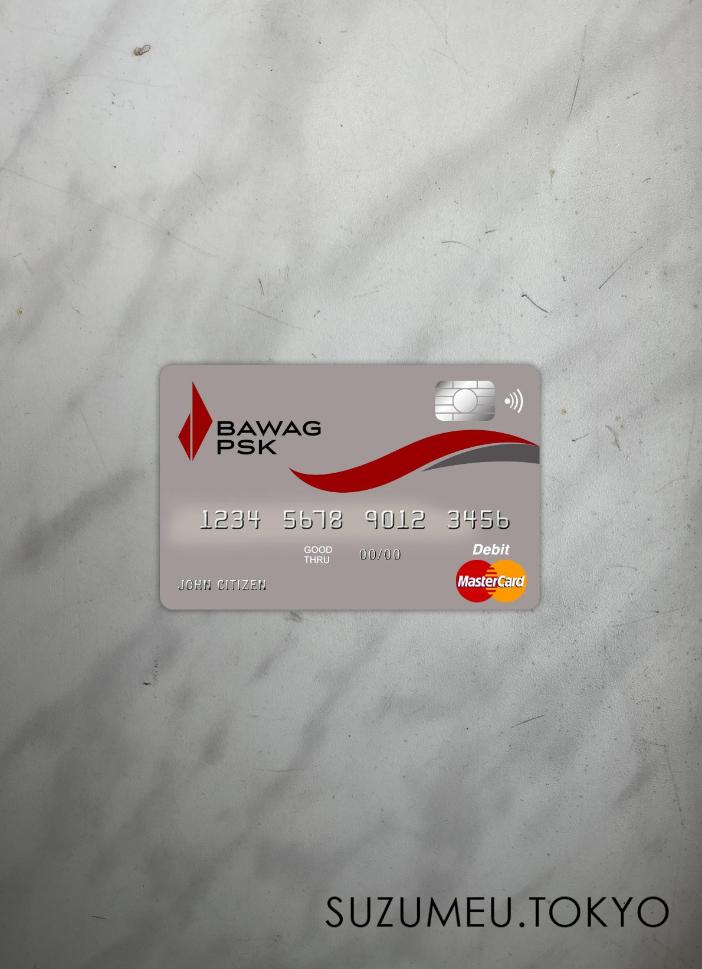 BAWAG
PSK
1234 5678 9012 3456
GOOD
THRU
00/00
Debit
JOHN CITIZEN
MasterCard
SUZUMEU.TOKYO